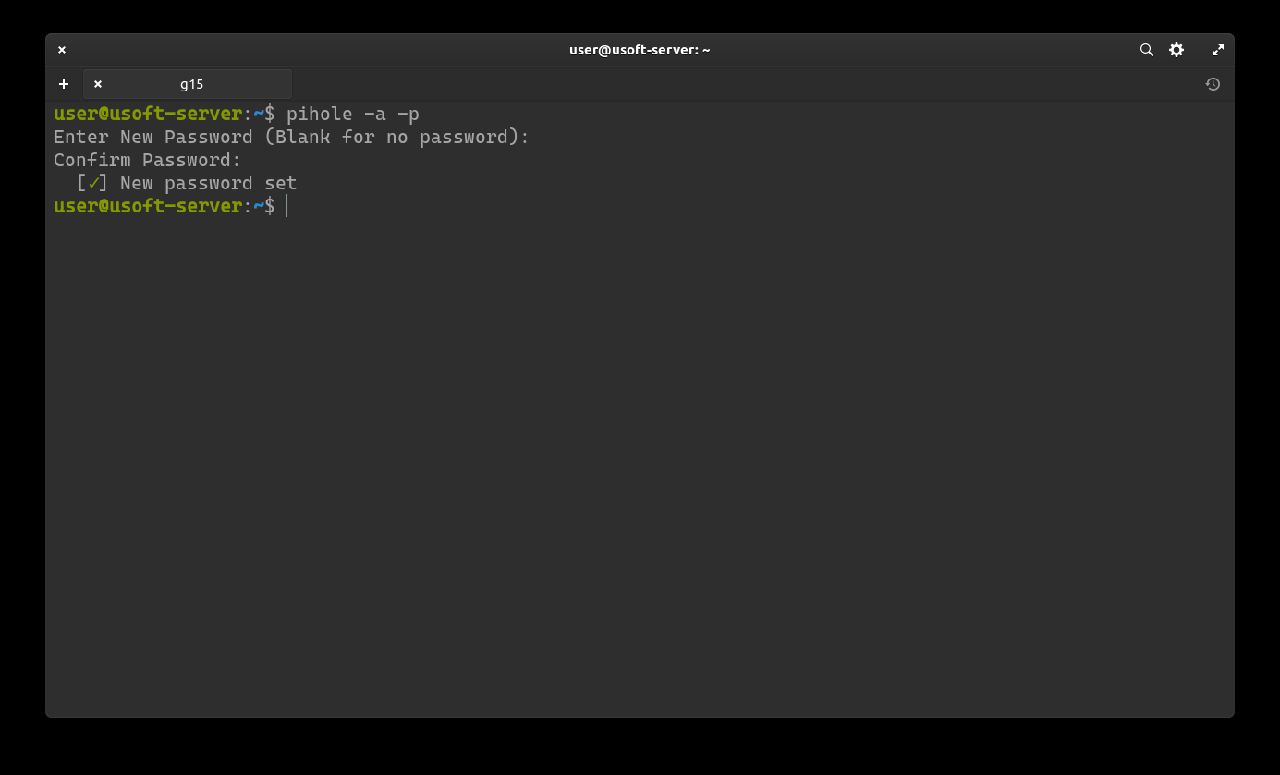 user@usoft-server: ~
g15
user@usoft-server:~$ pihole -a -p
Enter New Password (Blank for no password):
Confirm Password:
[✓] New password set
user@usoft-server:~$